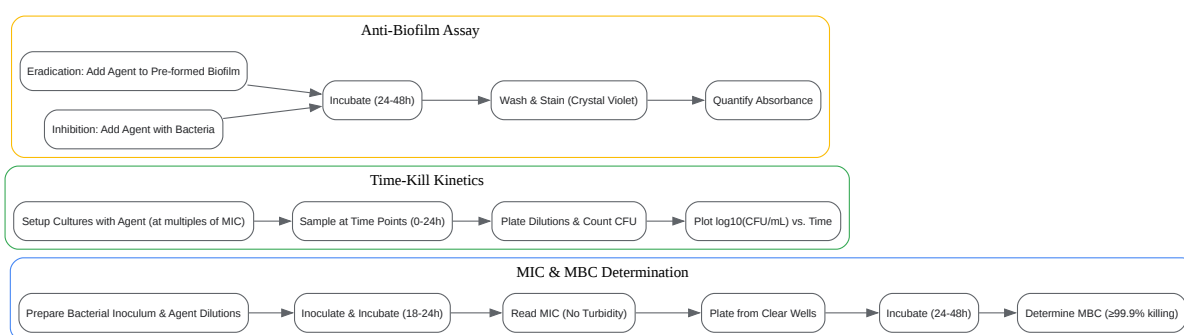 Anti-Biofilm Assay
Eradication: Add Agent to Pre-formed Biofilm
Inhibition: Add Agent with Bacteria
Incubate (24-48h)
Wash & Stain (Crystal Violet)
Quantify Absorbance
Time-Kill Kinetics
Setup Cultures with Agent (at multiples of MIC)
Sample at Time Points (0-24h)
Plate Dilutions & Count CFU
Plot log10(CFU/mL) vs. Time
MIC & MBC Determination
Prepare Bacterial Inoculum & Agent Dilutions
Inoculate & Incubate (18-24h)
Read MIC (No Turbidity)
Plate from Clear Wells
Incubate (24-48h)
Determine MBC (≥99.9% killing)